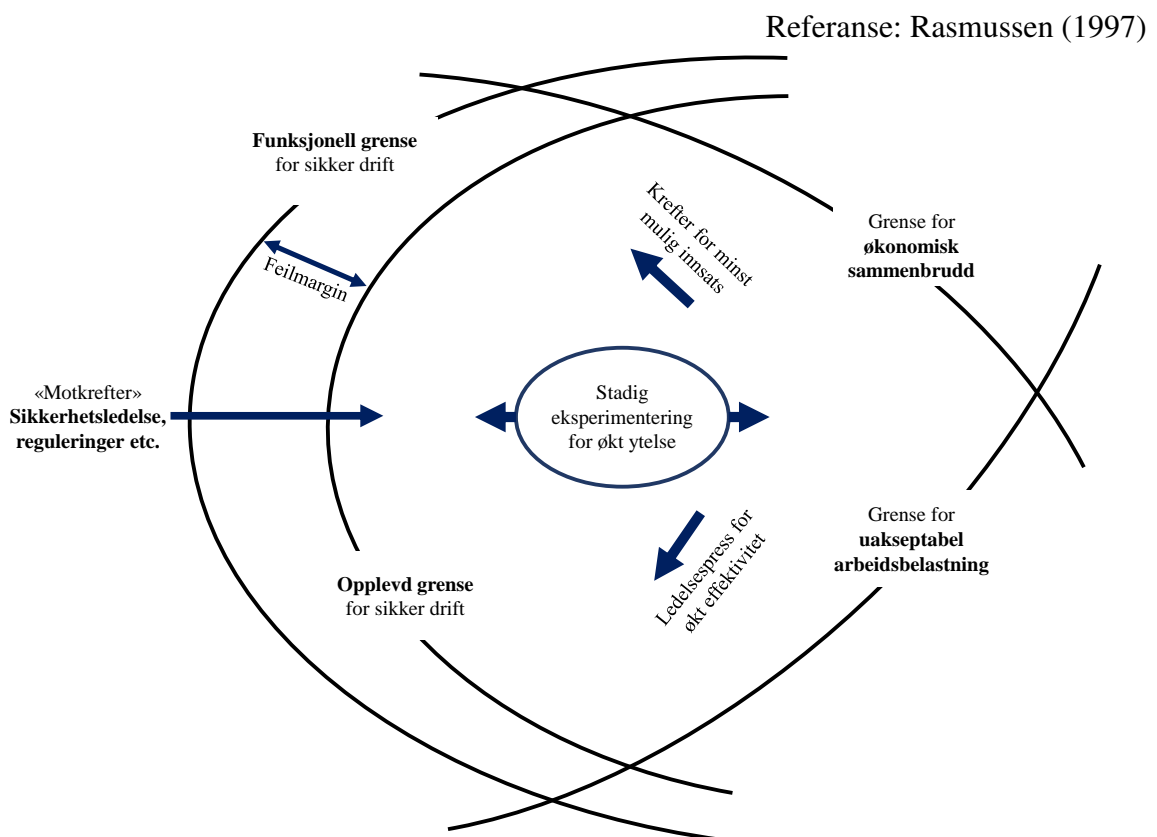 Referanse: Rasmussen (1997)
Funksjonell grense
for sikker drift
Krefter for minst
mulig innsats
Grense for
økonomisk
sammenbrudd
Feilmargin
«Motkrefter»
Sikkerhetsledelse,
reguleringer etc.
Stadig
eksperimentering
for økt ytelse
Grense for
uakseptabel
arbeidsbelastning
Ledelsespress for
økt effektivitet
Opplevd grense
for sikker drift